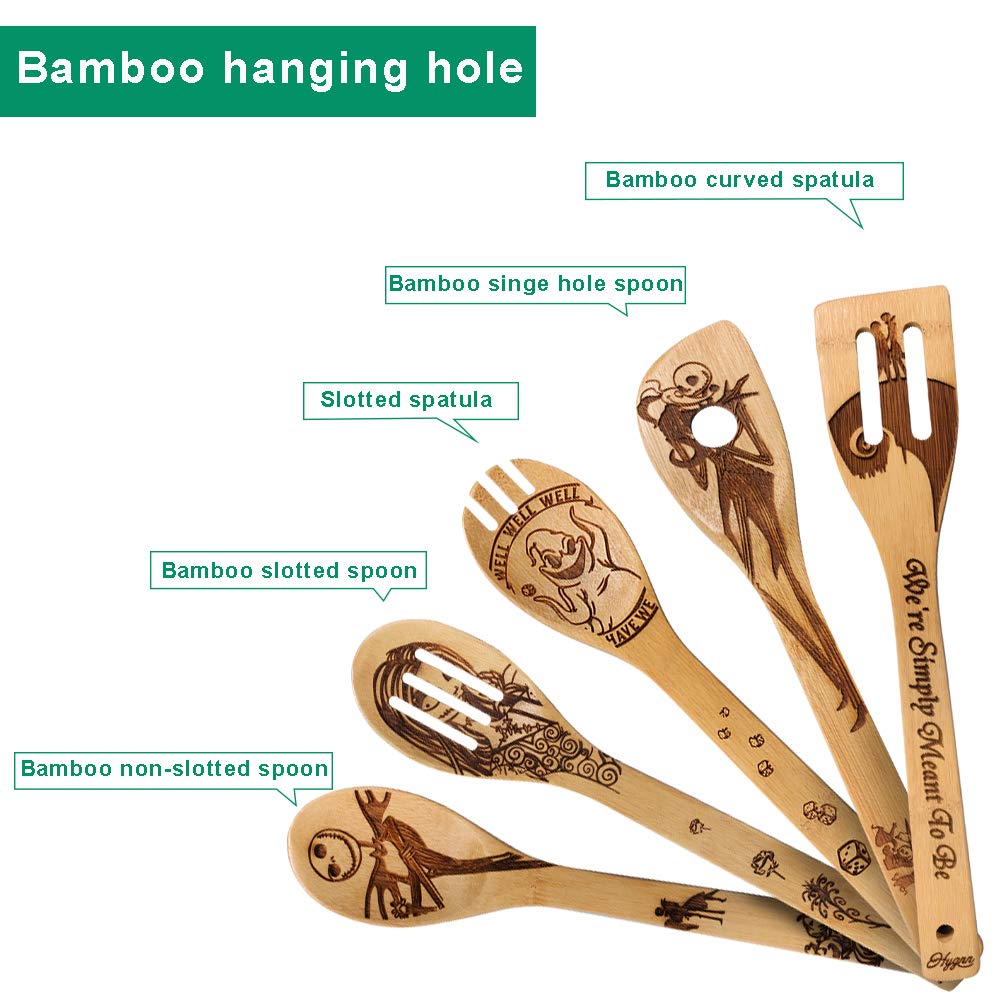 Bamboo hanging hole
Bamboo curved spatula
Bamboo singe hole spoon
Slotted spatula
WELL WELL WELL
HAVE WE
Bamboo slotted spoon
Bamboo non-slotted spoon
We're Simply Meant To Be
Hygnn